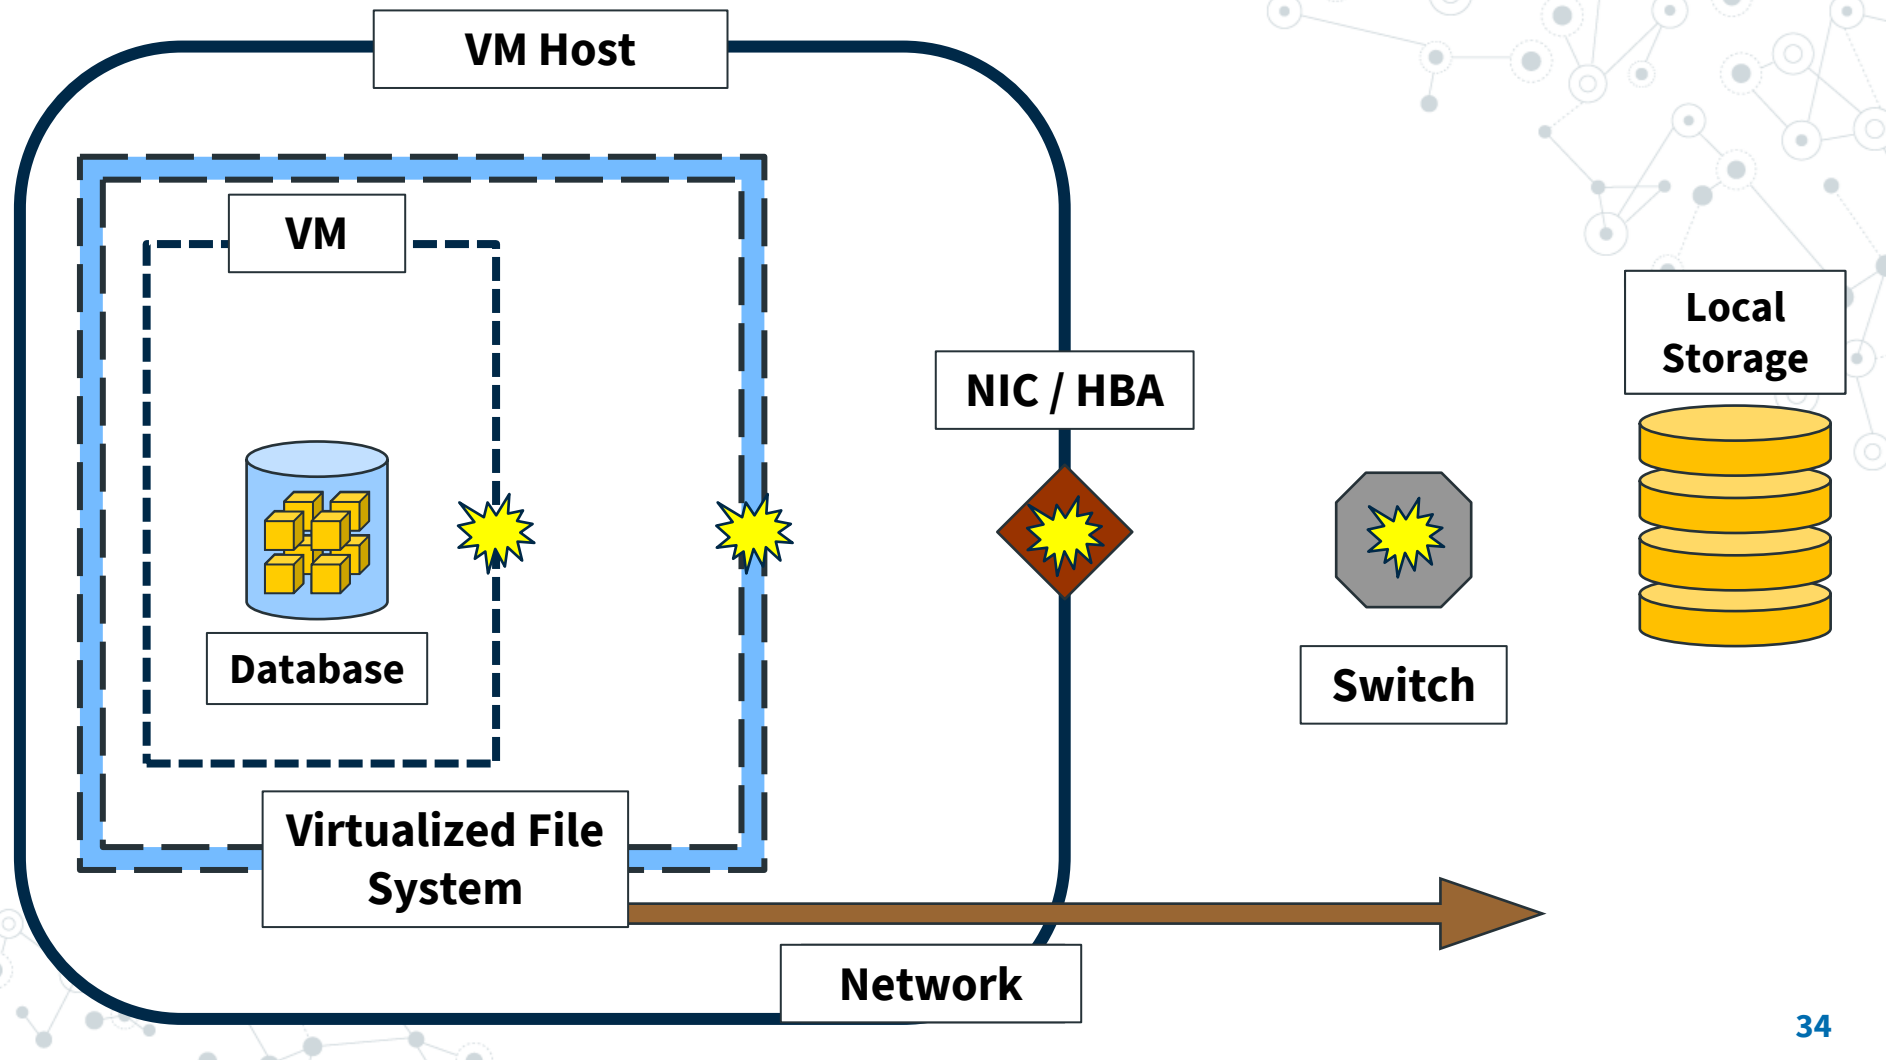 VM Host
VM
NIC / HBA
Local
Storage
Database
Switch
Virtualized File
System
Network
34